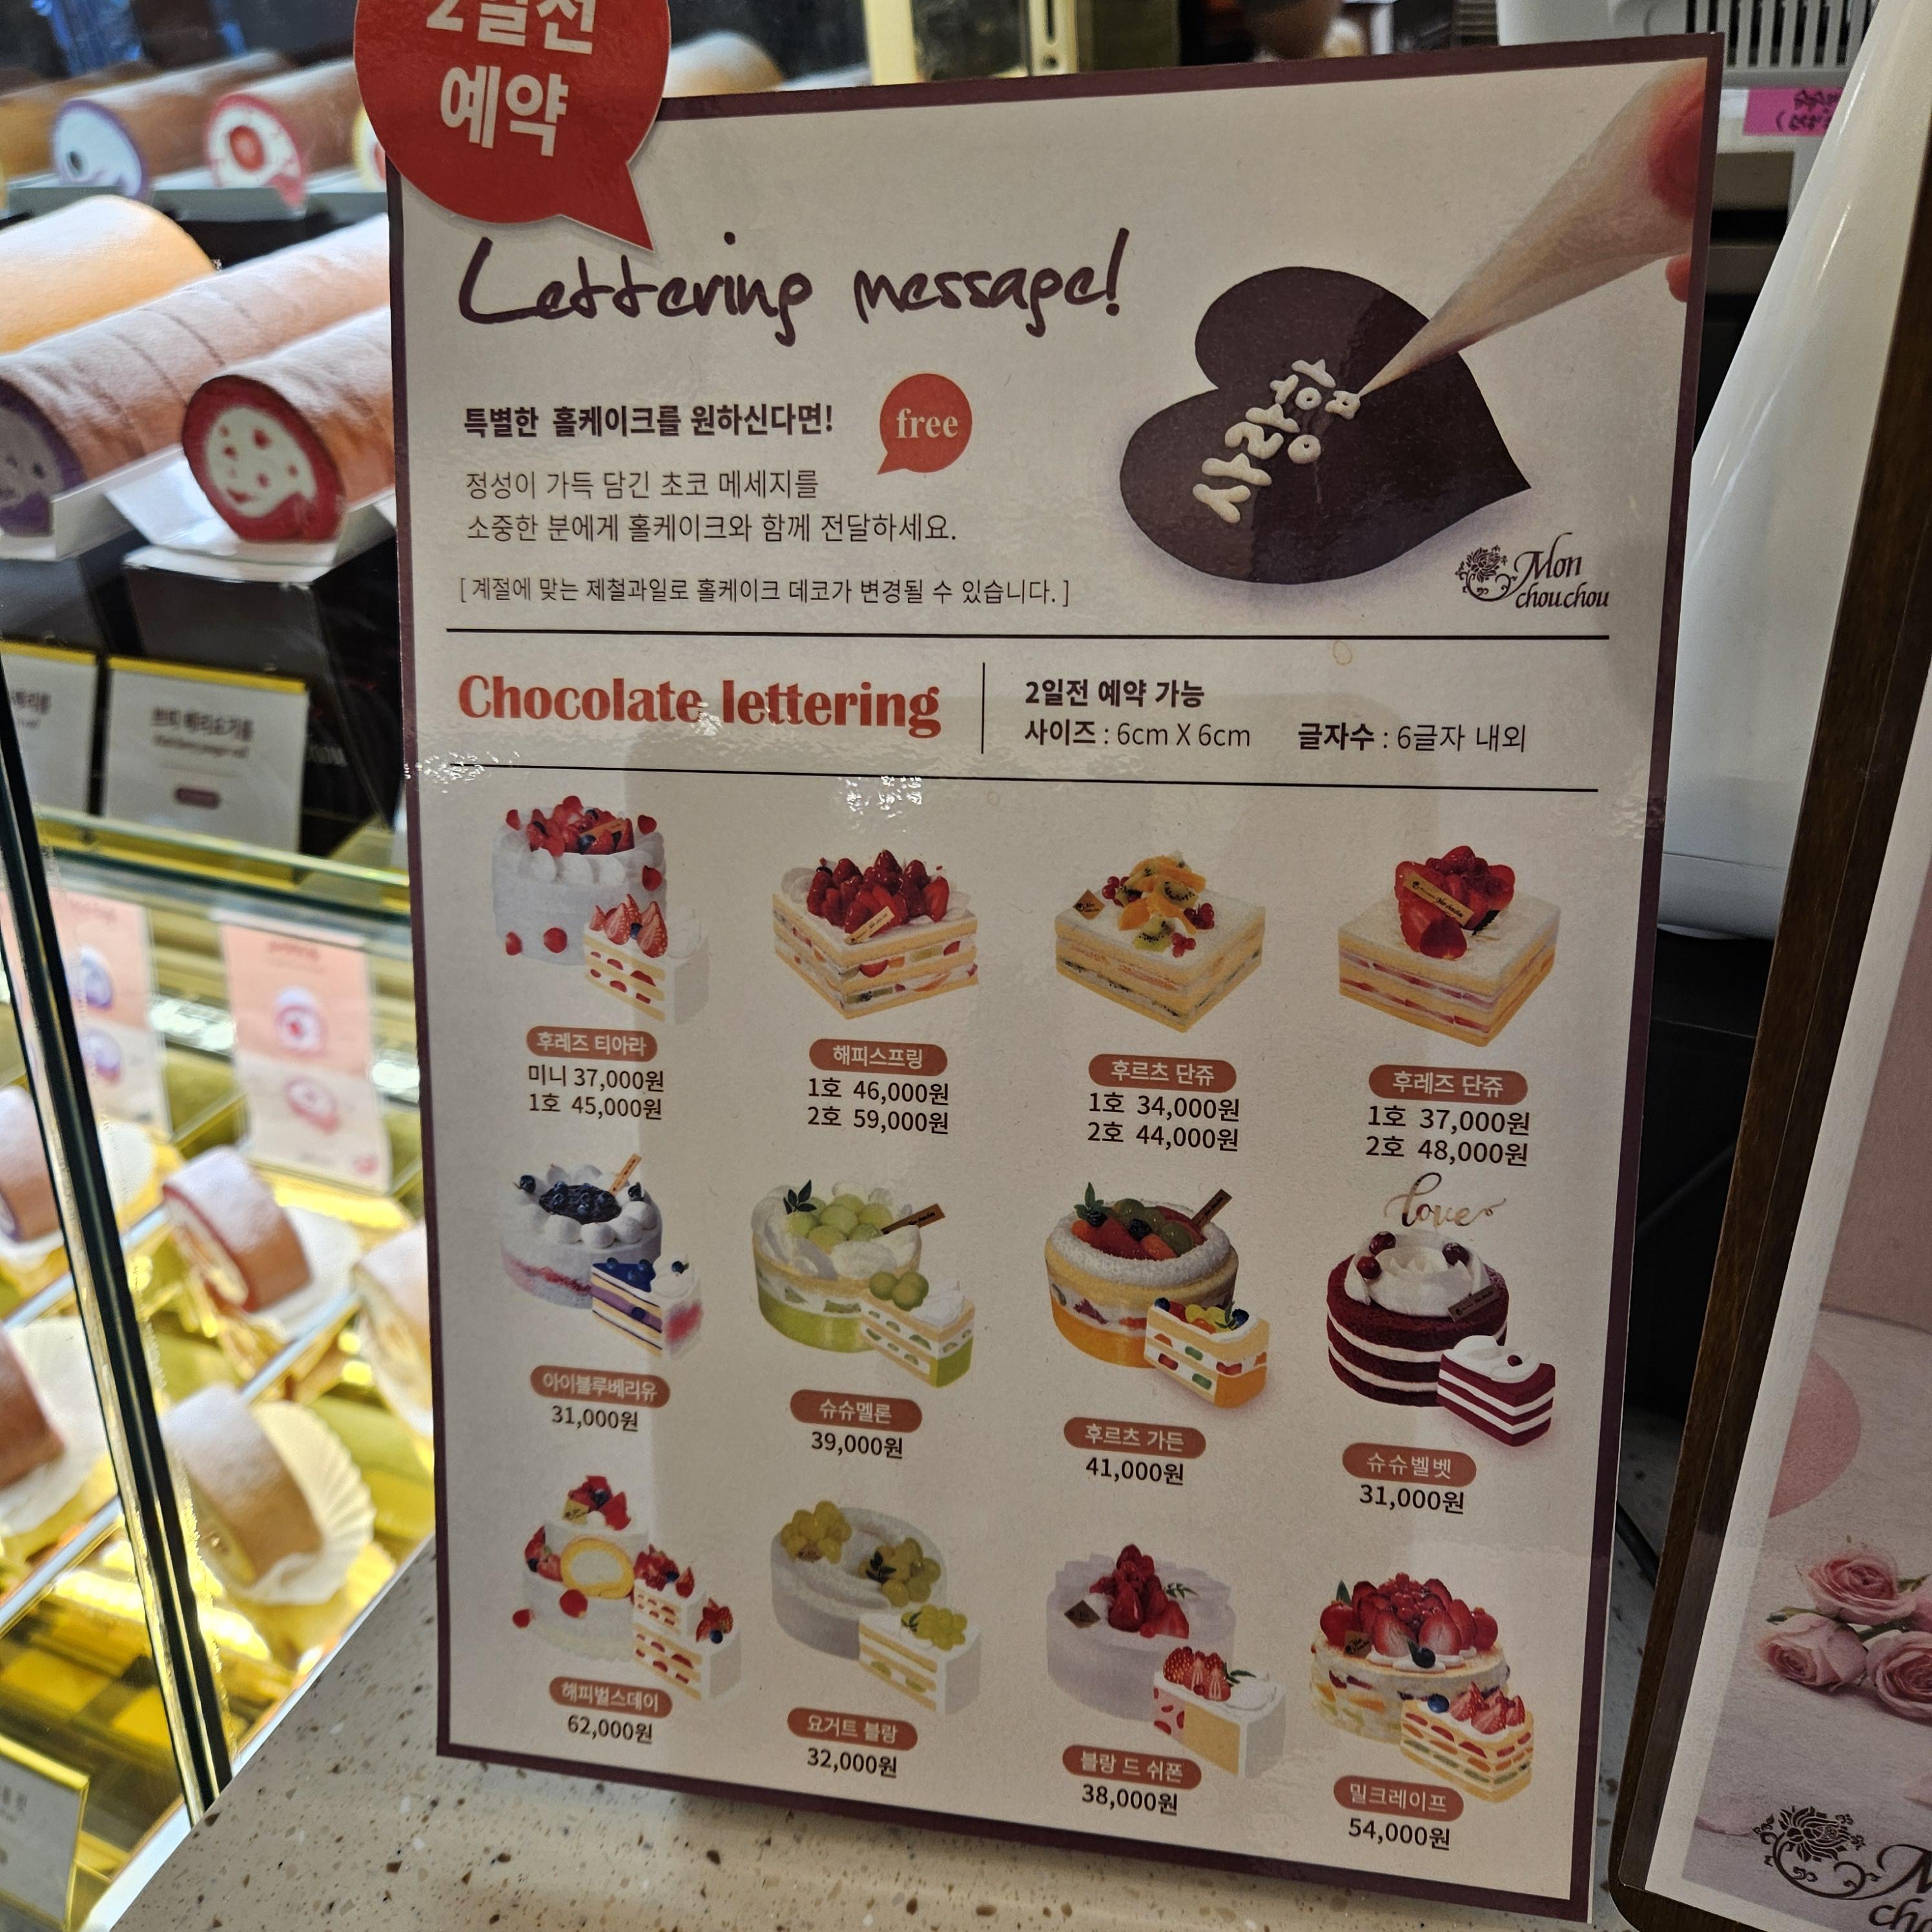 2일전
예약
Lettering message!
특별한 홀케이크를 원하신다면!
free
정성이 가득 담긴 초코 메세지를
소중한 분에게 홀케이크와 함께 전달하세요.
[ 계절에 맞는 제철과일로 홀케이크 데코가 변경될 수 있습니다. ]
사랑해
Mon
chouchou
Chocolate lettering
2일전 예약 가능
사이즈 : 6cm X 6cm 글자수 : 6글자 내외
후레즈 티아라
미니 37,000원
1호 45,000원
해피스프링
1호 46,000원
2호 59,000원
후르츠 단쥬
1호 34,000원
2호 44,000원
후레즈 단쥬
1호 37,000원
2호 48,000원
love
아이블루베리유
31,000원
슈슈멜론
39,000원
후르츠 가든
41,000원
슈슈벨벳
31,000원
해피벌스데이
62,000원
요거트 블랑
32,000원
블랑 드 쉬폰
38,000원
밀크레이프
54,000원